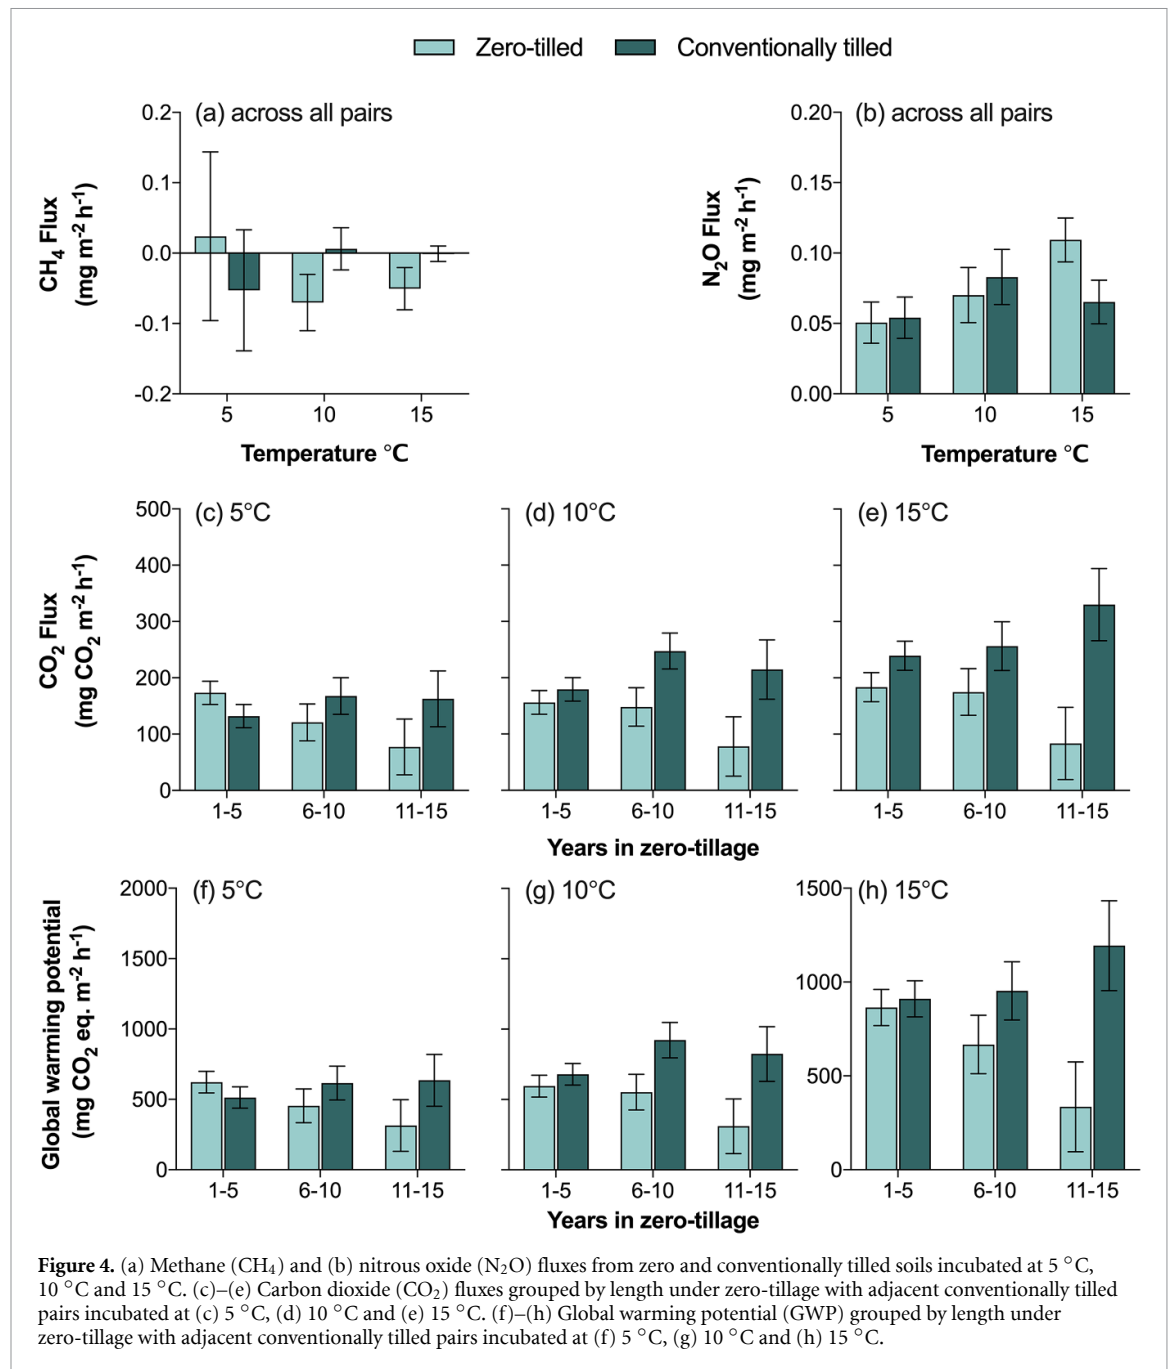 Zero-tilled Conventionally tilled
(a) across all pairs
CH4 Flux
(mg m-2 h-1)
0.2
0.1
0.0
-0.1
-0.2
5 10 15
Temperature °C
(b) across all pairs
N2O Flux
(mg m-2 h-1)
0.20
0.15
0.10
0.05
0.00
5 10 15
Temperature °C
CO2 Flux
(mg CO2 m-2 h-1)
500
400
300
200
100
0
(c) 5°C
1-5 6-10 11-15
(d) 10°C
1-5 6-10 11-15
(e) 15°C
1-5 6-10 11-15
Years in zero-tillage
Global warming potential
(mg CO2 eq. m-2 h-1)
2000
1500
1000
500
0
(f) 5°C
1-5 6-10 11-15
(g) 10°C
1-5 6-10 11-15
1500
1000
500
0
(h) 15°C
1-5 6-10 11-15
Years in zero-tillage
Figure 4. (a) Methane (CH4) and (b) nitrous oxide (N2O) fluxes from zero and conventionally tilled soils incubated at 5 °C,
10 °C and 15 °C. (c)–(e) Carbon dioxide (CO2) fluxes grouped by length under zero-tillage with adjacent conventionally tilled
pairs incubated at (c) 5 °C, (d) 10 °C and (e) 15 °C. (f)–(h) Global warming potential (GWP) grouped by length under
zero-tillage with adjacent conventionally tilled pairs incubated at (f) 5 °C, (g) 10 °C and (h) 15 °C.